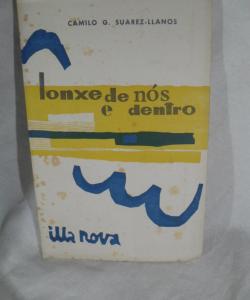 CAMILO G. SUAREZ-LLANOS
lonxe de nós
e dentro
illa nova